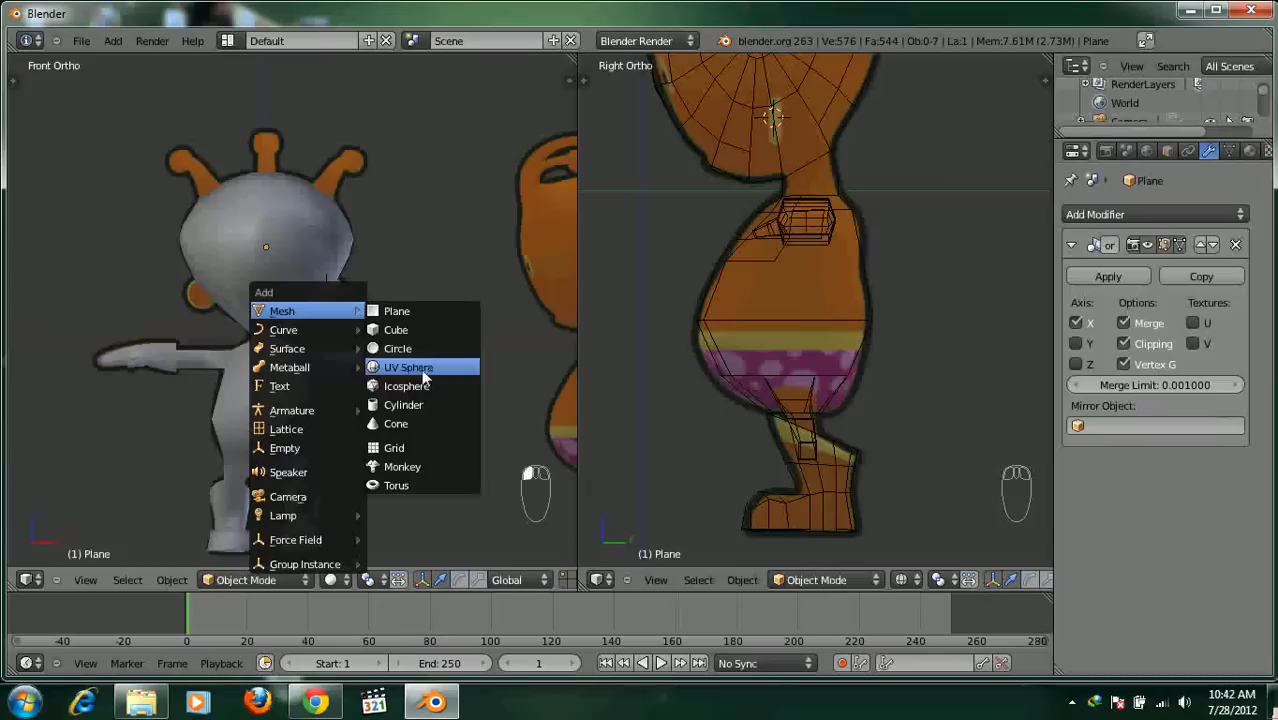 Blender
File Add Render Help Default Scene Blender Render blender.org 263 | Ve:576 | Fa:544 | Ob:0-7 | La:1 | Mem:7.61M (2.73M) | Plane
Front Ortho
Right Ortho
View Search All Scenes
RenderLayers
World
Plane
Add Modifier
or
Apply Copy
Axis: Options: Textures:
X Merge U
Y Clipping V
Z Vertex G
Merge Limit: 0.001000
Mirror Object:
Add
Mesh
Curve
Surface
Metaball
Text
Armature
Lattice
Empty
Speaker
Camera
Lamp
Force Field
Group Instance
Plane
Cube
Circle
UV Sphere
Icosphere
Cylinder
Cone
Grid
Monkey
Torus
(1) Plane
(1) Plane
View Select Object Object Mode Global
View Select Object Object Mode
-40 -20 0 20 40 60 80 100 120 140 160 180 200 220 240 260 280
View Marker Frame Playback Start: 1 End: 250 1 No Sync
321
10:42 AM
7/28/2012